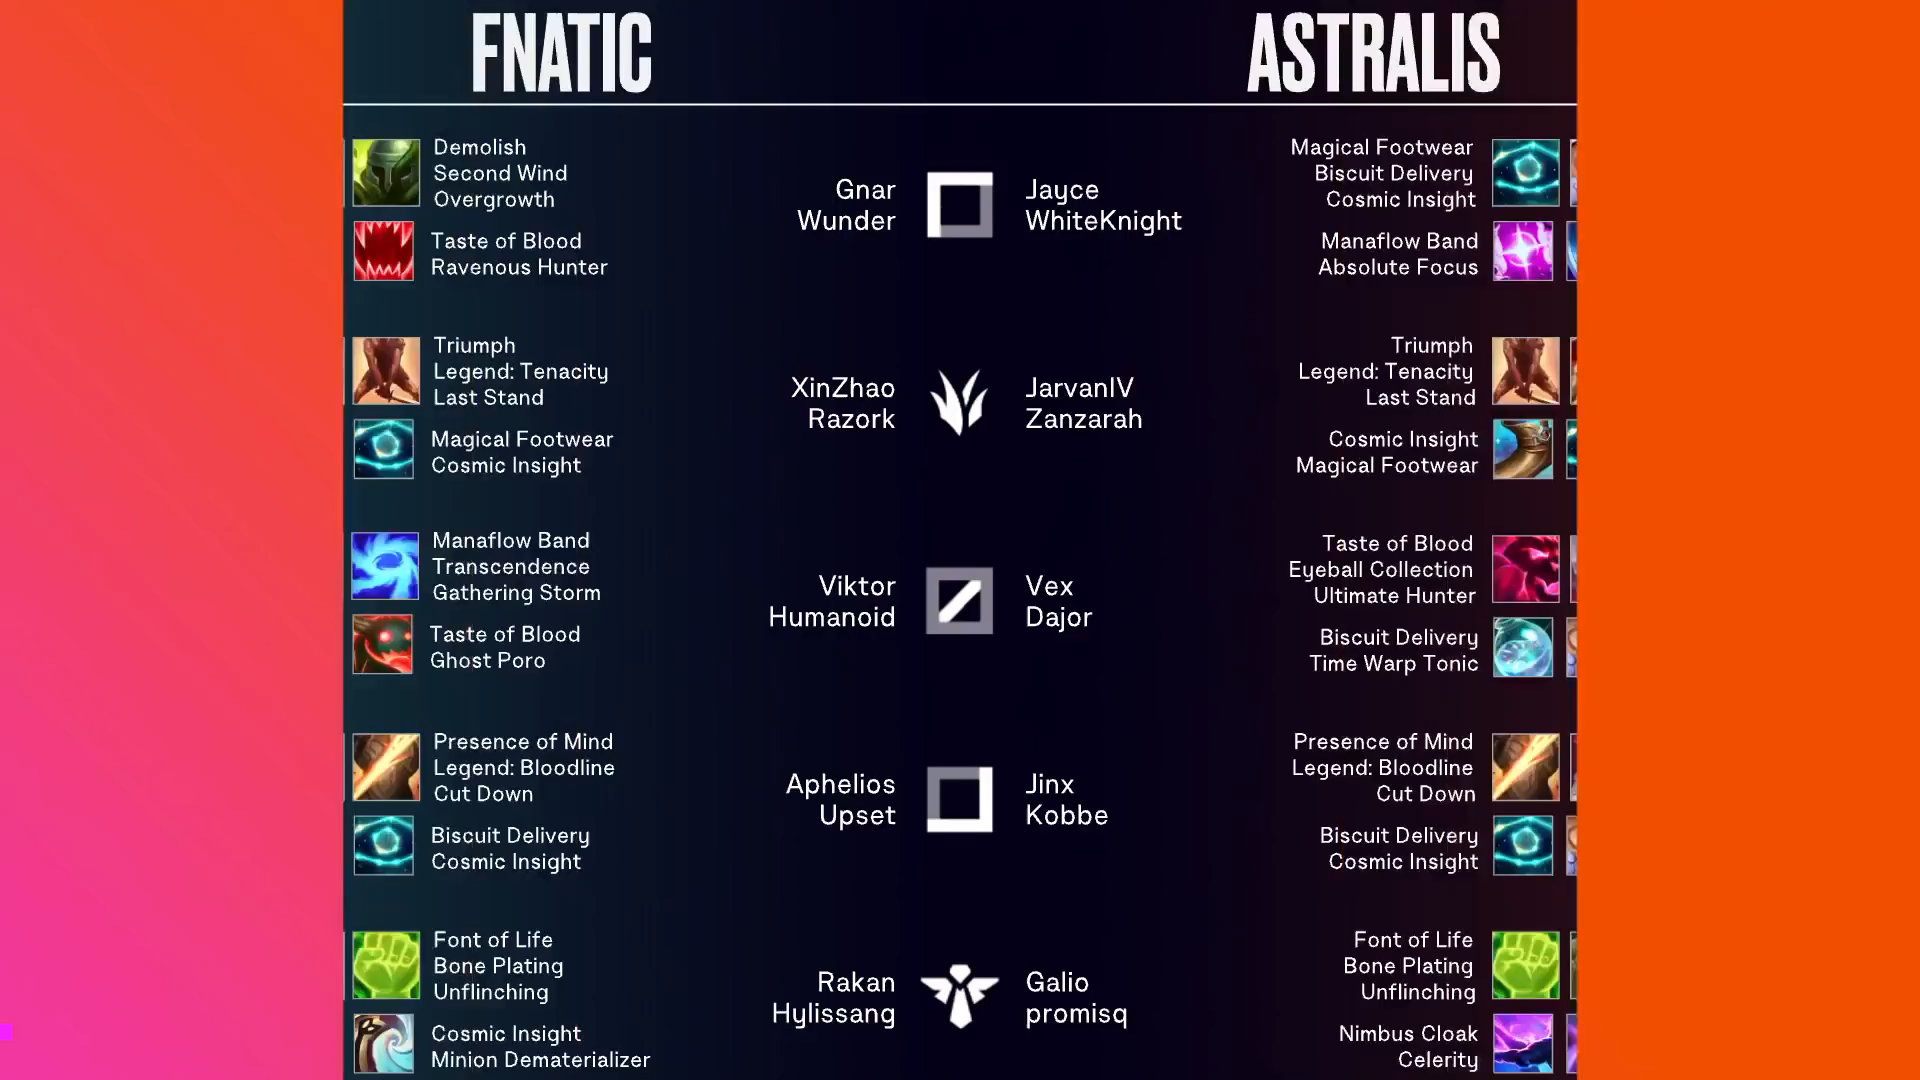 FNATIC
ASTRALIS
Demolish
Second Wind
Overgrowth
Taste of Blood
Ravenous Hunter
Gnar
Wunder
Jayce
WhiteKnight
Magical Footwear
Biscuit Delivery
Cosmic Insight
Manaflow Band
Absolute Focus
Triumph
Legend: Tenacity
Last Stand
Magical Footwear
Cosmic Insight
XinZhao
Razork
JarvanIV
Zanzarah
Triumph
Legend: Tenacity
Last Stand
Cosmic Insight
Magical Footwear
Manaflow Band
Transcendence
Gathering Storm
Taste of Blood
Ghost Poro
Viktor
Humanoid
Vex
Dajor
Taste of Blood
Eyeball Collection
Ultimate Hunter
Biscuit Delivery
Time Warp Tonic
Presence of Mind
Legend: Bloodline
Cut Down
Biscuit Delivery
Cosmic Insight
Aphelios
Upset
Jinx
Kobbe
Presence of Mind
Legend: Bloodline
Cut Down
Biscuit Delivery
Cosmic Insight
Font of Life
Bone Plating
Unflinching
Cosmic Insight
Minion Dematerializer
Rakan
Hylissang
Galio
promisq
Font of Life
Bone Plating
Unflinching
Nimbus Cloak
Celerity